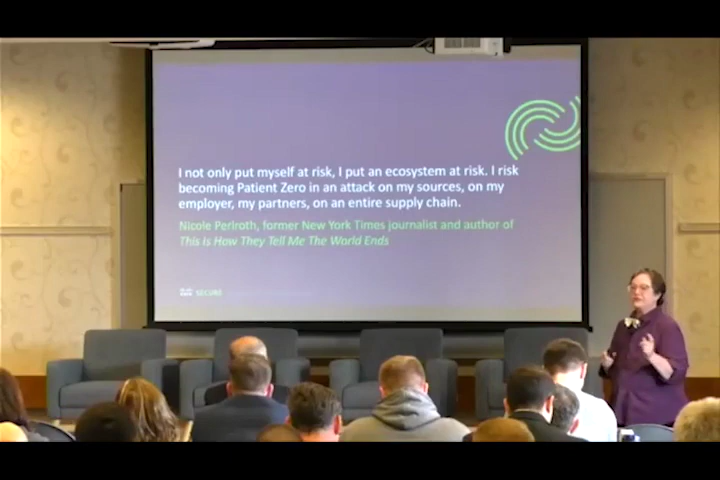 I not only put myself at risk, I put an ecosystem at risk. I risk
becoming Patient Zero in an attack on my sources, on my
employer, my partners, on an entire supply chain.
Nicole Perlroth, former New York Times journalist and author of
This is How They Tell Me The World Ends
SECURE